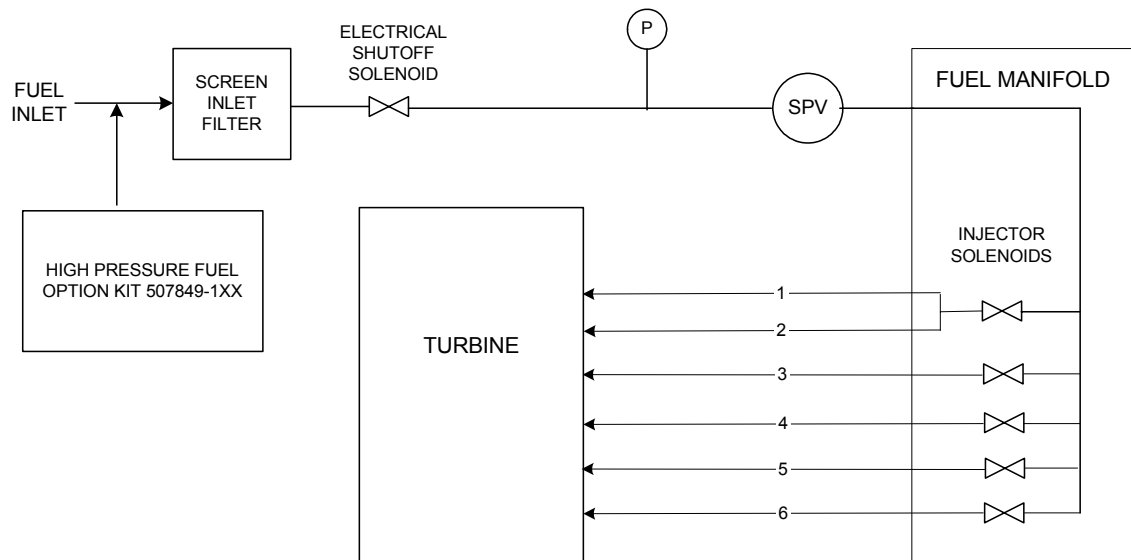 ELECTRICAL
SHUTOFF
SOLENOID
P
FUEL
INLET
SCREEN
INLET
FILTER
SPV
FUEL MANIFOLD
HIGH PRESSURE FUEL
OPTION KIT 507849-1XX
INJECTOR
SOLENOIDS
TURBINE
1
2
3
4
5
6